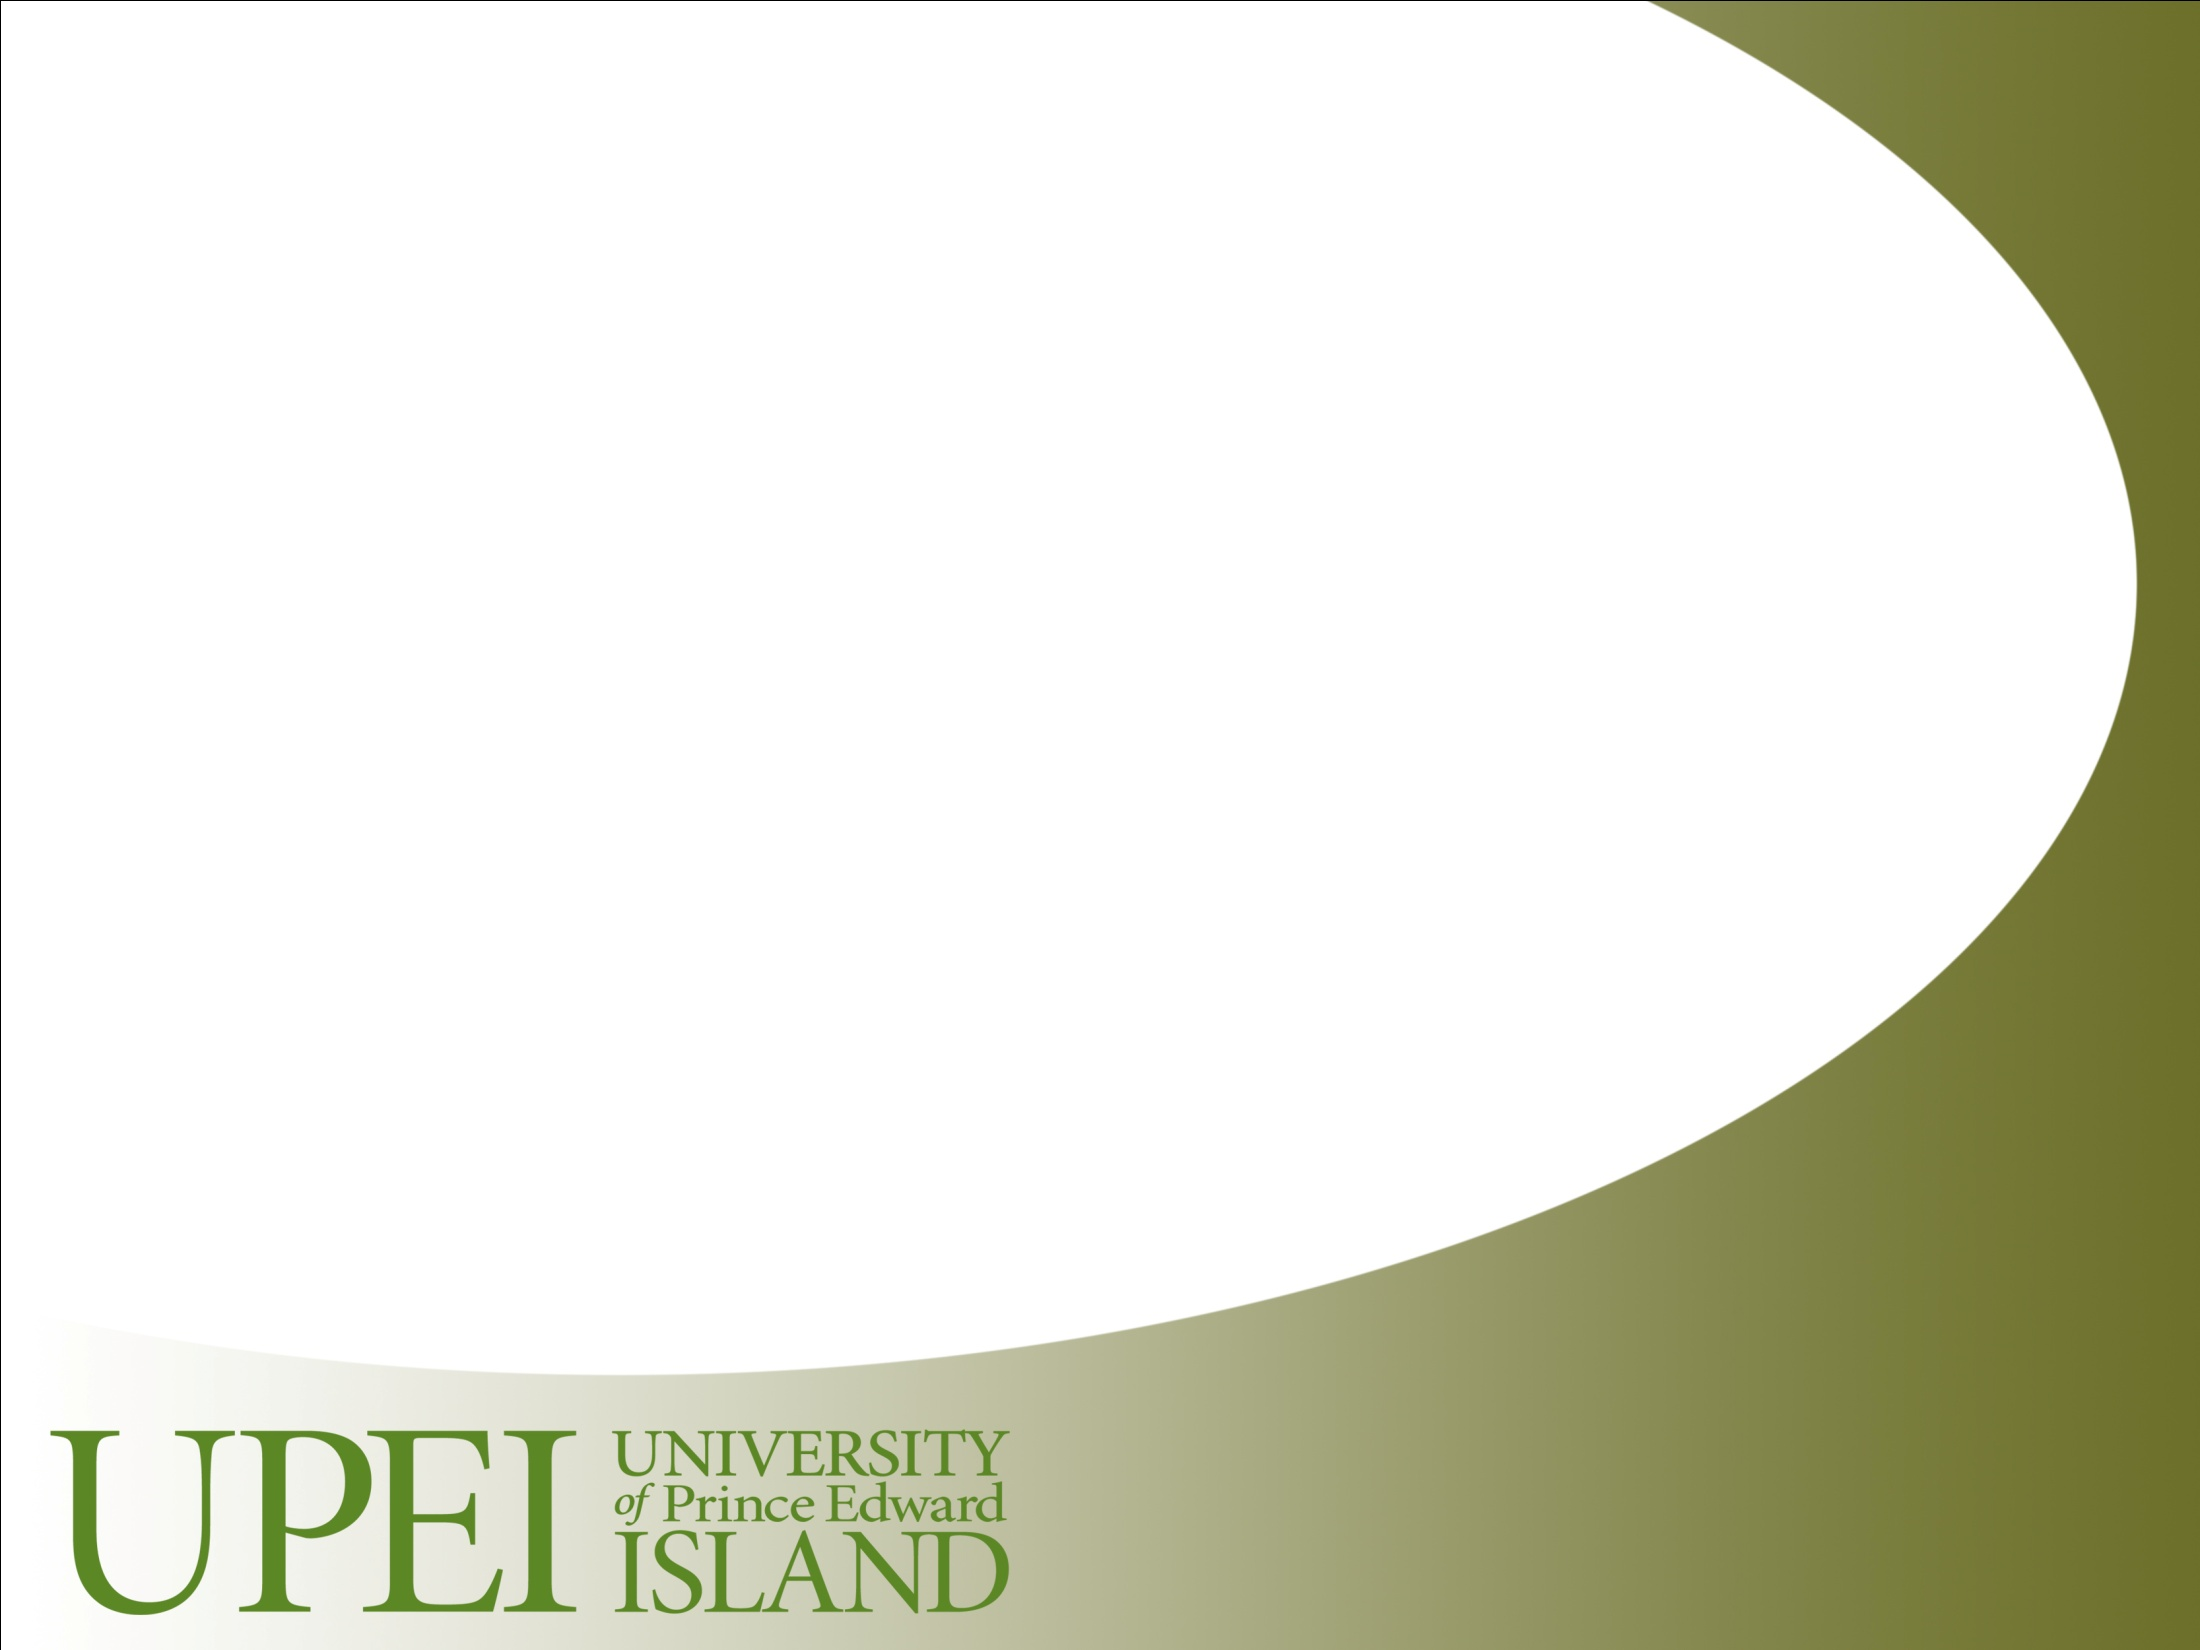 UPEI
UNIVERSITY
of Prince Edward
ISLAND